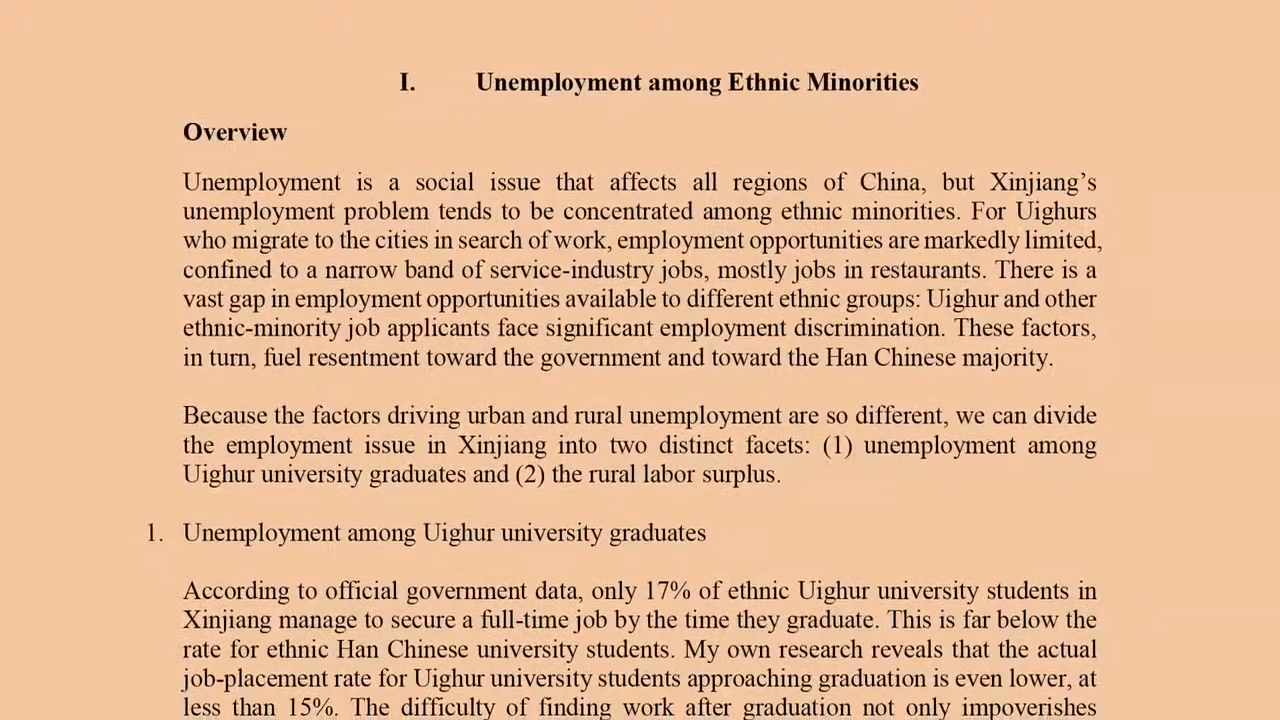 I. Unemployment among Ethnic Minorities
Overview
Unemployment is a social issue that affects all regions of China, but Xinjiang's
unemployment problem tends to be concentrated among ethnic minorities. For Uighurs
who migrate to the cities in search of work, employment opportunities are markedly limited,
confined to a narrow band of service-industry jobs, mostly jobs in restaurants. There is a
vast gap in employment opportunities available to different ethnic groups: Uighur and other
ethnic-minority job applicants face significant employment discrimination. These factors,
in turn, fuel resentment toward the government and toward the Han Chinese majority.
Because the factors driving urban and rural unemployment are so different, we can divide
the employment issue in Xinjiang into two distinct facets: (1) unemployment among
Uighur university graduates and (2) the rural labor surplus.
1. Unemployment among Uighur university graduates
According to official government data, only 17% of ethnic Uighur university students in
Xinjiang manage to secure a full-time job by the time they graduate. This is far below the
rate for ethnic Han Chinese university students. My own research reveals that the actual
job-placement rate for Uighur university students approaching graduation is even lower, at
less than 15%. The difficulty of finding work after graduation not only impoverishes